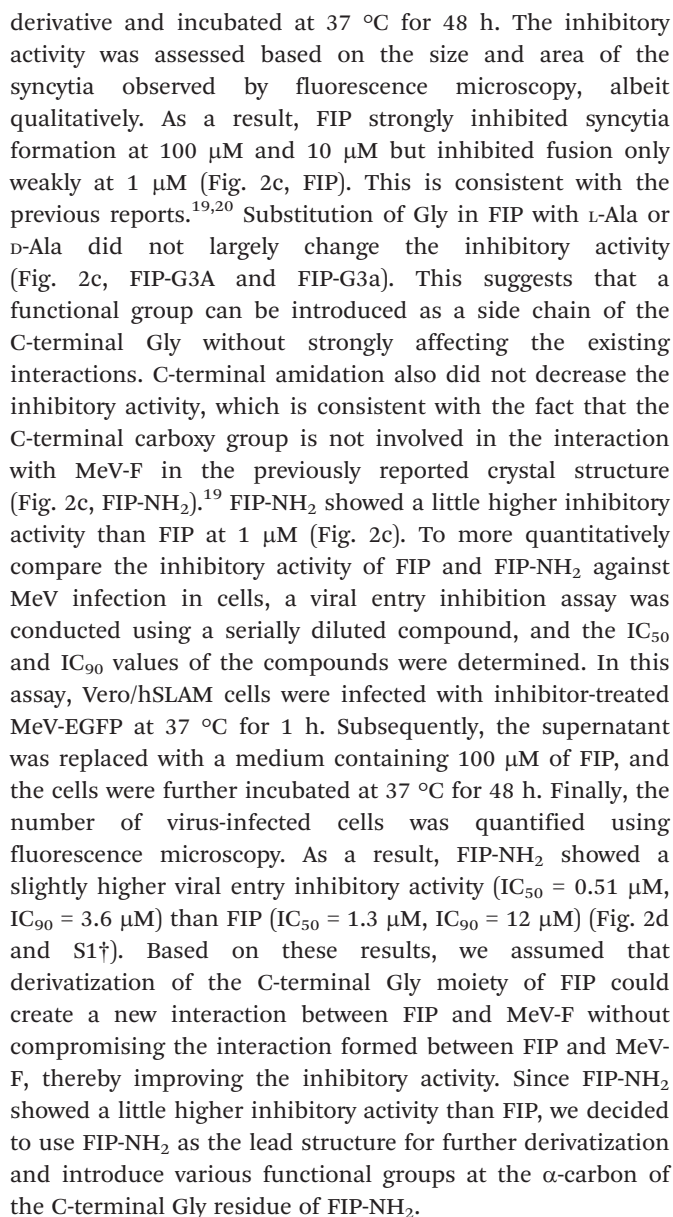 derivative and incubated at 37 °C for 48 h. The inhibitory
activity was assessed based on the size and area of the
syncytia observed by fluorescence microscopy, albeit
qualitatively. As a result, FIP strongly inhibited syncytia
formation at 100 μM and 10 μM but inhibited fusion only
weakly at 1 μM (Fig. 2c, FIP). This is consistent with the
previous reports.¹⁹,²⁰ Substitution of Gly in FIP with L-Ala or
D-Ala did not largely change the inhibitory activity
(Fig. 2c, FIP-G3A and FIP-G3a). This suggests that a
functional group can be introduced as a side chain of the
C-terminal Gly without strongly affecting the existing
interactions. C-terminal amidation also did not decrease the
inhibitory activity, which is consistent with the fact that the
C-terminal carboxy group is not involved in the interaction
with MeV-F in the previously reported crystal structure
(Fig. 2c, FIP-NH₂).¹⁹ FIP-NH₂ showed a little higher inhibitory
activity than FIP at 1 μM (Fig. 2c). To more quantitatively
compare the inhibitory activity of FIP and FIP-NH₂ against
MeV infection in cells, a viral entry inhibition assay was
conducted using a serially diluted compound, and the IC₅₀
and IC₉₀ values of the compounds were determined. In this
assay, Vero/hSLAM cells were infected with inhibitor-treated
MeV-EGFP at 37 °C for 1 h. Subsequently, the supernatant
was replaced with a medium containing 100 μM of FIP, and
the cells were further incubated at 37 °C for 48 h. Finally, the
number of virus-infected cells was quantified using
fluorescence microscopy. As a result, FIP-NH₂ showed a
slightly higher viral entry inhibitory activity (IC₅₀ = 0.51 μM,
IC₉₀ = 3.6 μM) than FIP (IC₅₀ = 1.3 μM, IC₉₀ = 12 μM) (Fig. 2d
and S1†). Based on these results, we assumed that
derivatization of the C-terminal Gly moiety of FIP could
create a new interaction between FIP and MeV-F without
compromising the interaction formed between FIP and MeV-
F, thereby improving the inhibitory activity. Since FIP-NH₂
showed a little higher inhibitory activity than FIP, we decided
to use FIP-NH₂ as the lead structure for further derivatization
and introduce various functional groups at the α-carbon of
the C-terminal Gly residue of FIP-NH₂.